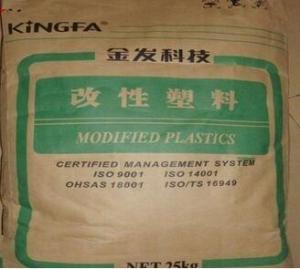 KINGFA
金发科技
改性塑料
MODIFIED PLASTICS
CERTIFIED MANAGEMENT SYSTEM
ISO 9001 ISO 14001
OHSAS 18001 ISO/TS 16949
NET 25kg